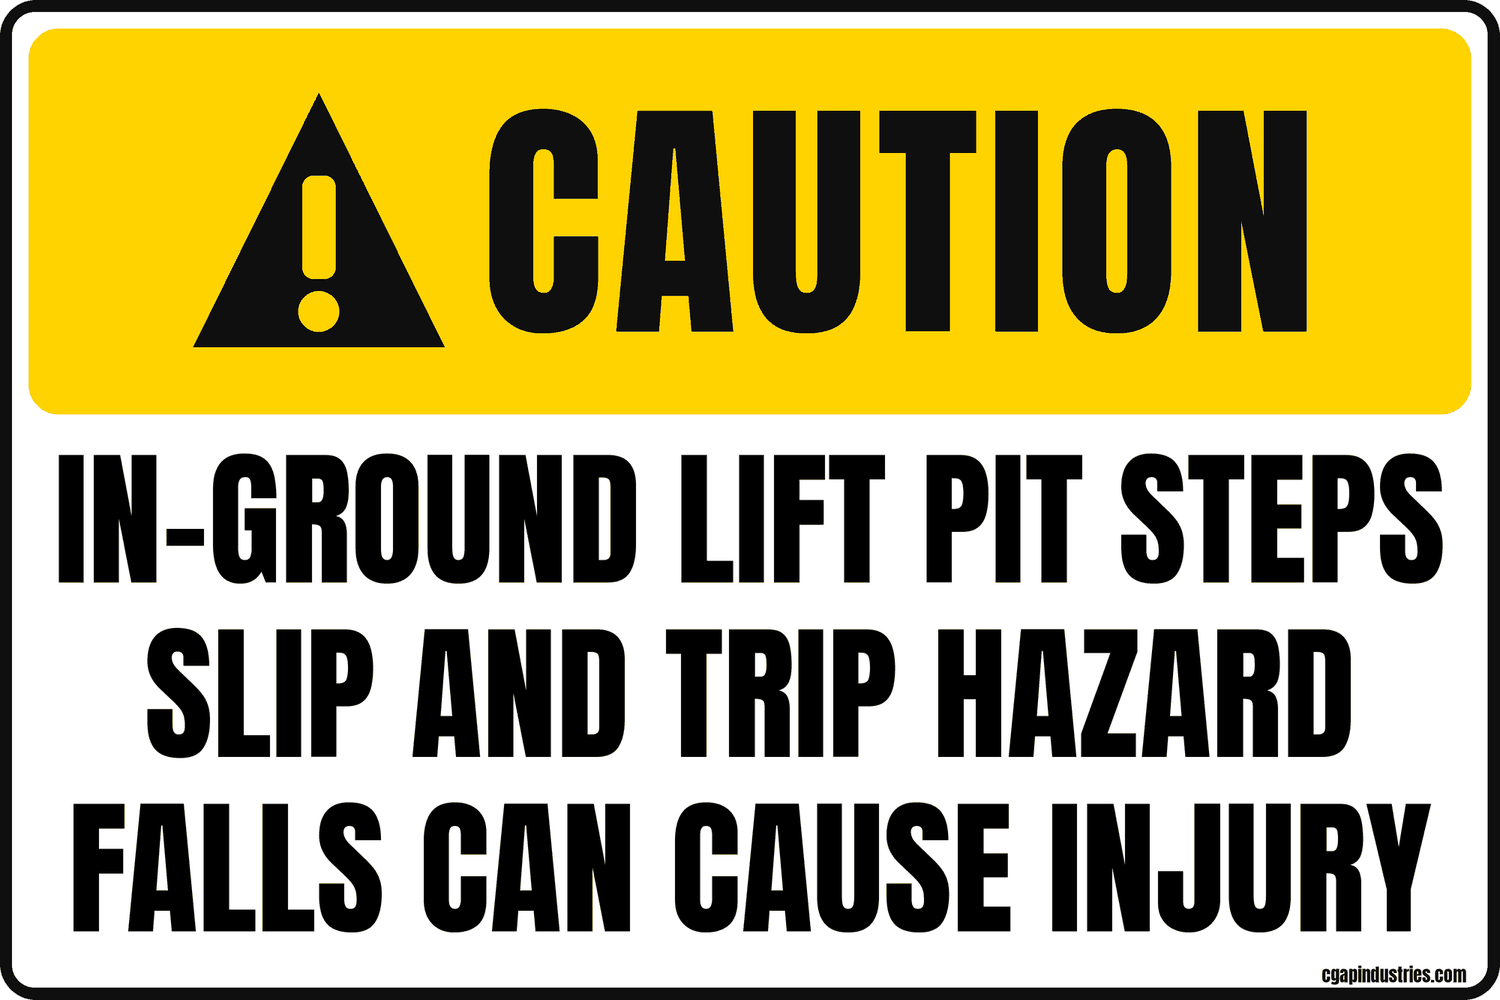 CAUTION
IN-GROUND LIFT PIT STEPS
SLIP AND TRIP HAZARD
FALLS CAN CAUSE INJURY
cgapindustries.com